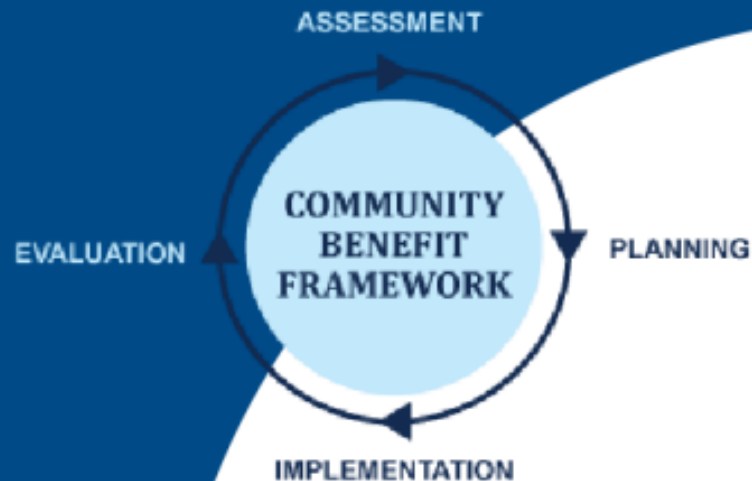 ASSESSMENT
COMMUNITY
BENEFIT
FRAMEWORK
EVALUATION
PLANNING
IMPLEMENTATION